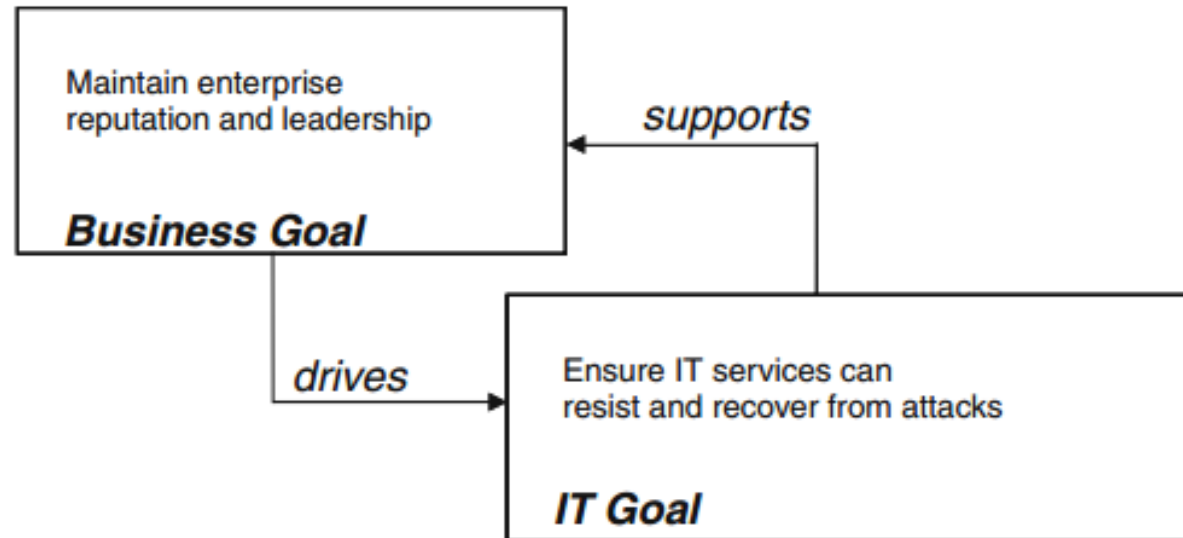 Maintain enterprise
reputation and leadership
Business Goal
supports
drives
Ensure IT services can
resist and recover from attacks
IT Goal